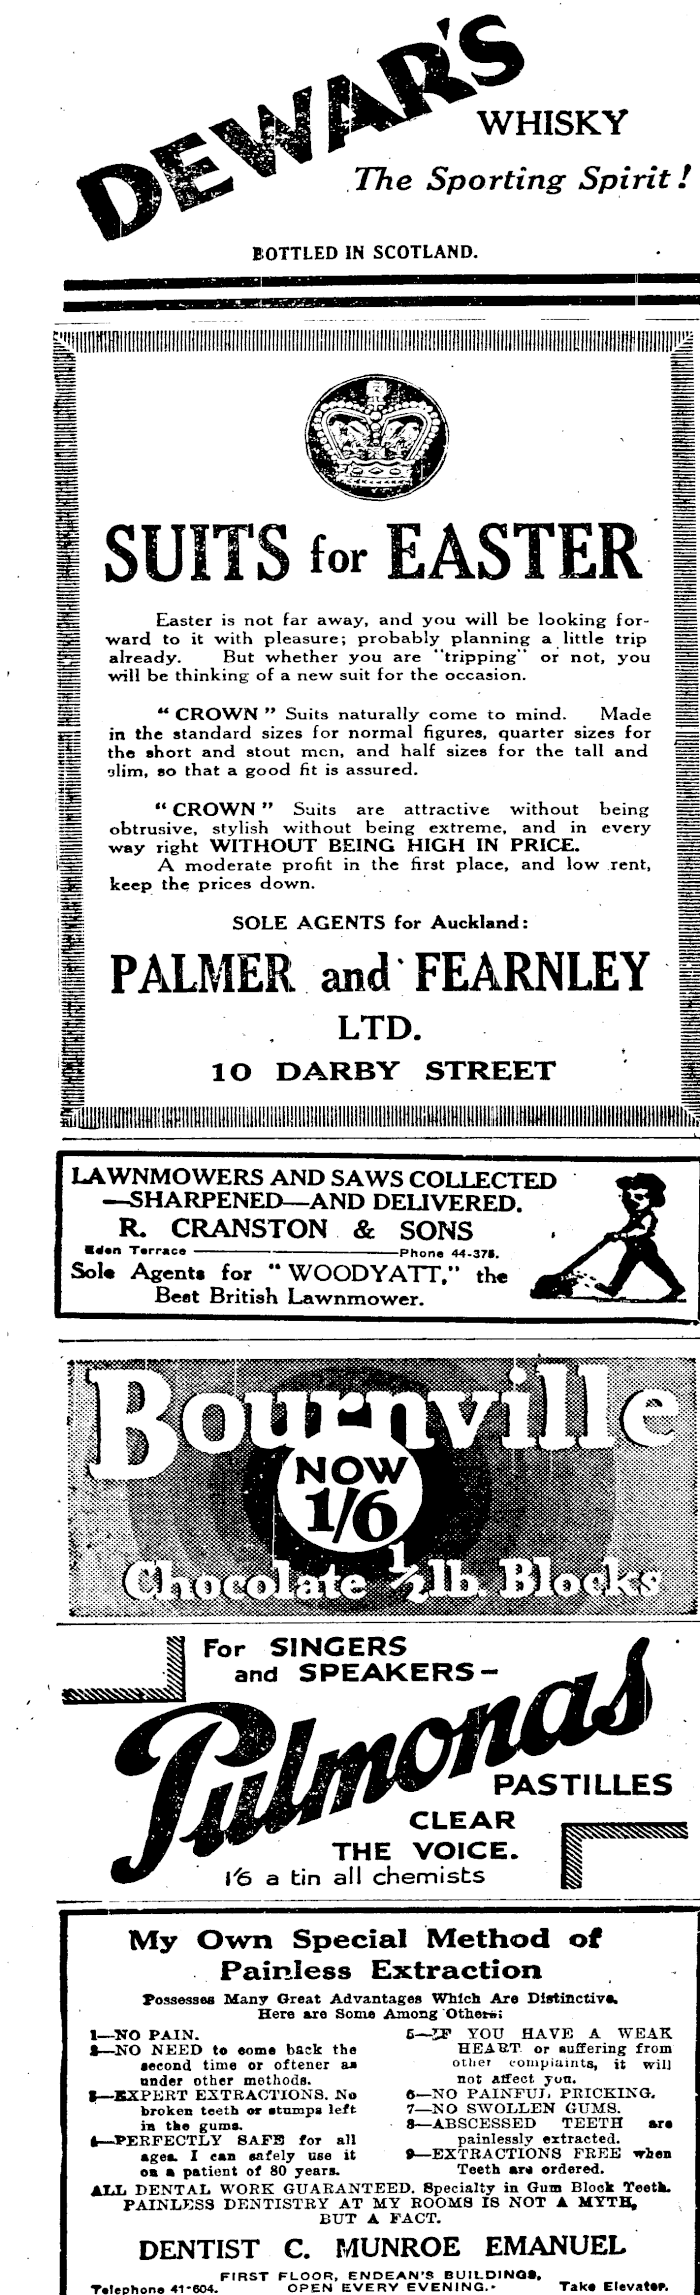 DEWAR'S
WHISKY
The Sporting Spirit!
BOTTLED IN SCOTLAND.
SUITS for EASTER
Easter is not far away, and you will be looking for-
ward to it with pleasure; probably planning a little trip
already. But whether you are "tripping" or not, you
will be thinking of a new suit for the occasion.
"CROWN" Suits naturally come to mind. Made
in the standard sizes for normal figures, quarter sizes for
the short and stout men, and half sizes for the tall and
slim, so that a good fit is assured.
"CROWN" Suits are attractive without being
obtrusive, stylish without being extreme, and in every
way right WITHOUT BEING HIGH IN PRICE.
A moderate profit in the first place, and low rent,
keep the prices down.
SOLE AGENTS for Auckland:
PALMER and FEARNLEY
LTD.
10 DARBY STREET
LAWNMOWERS AND SAWS COLLECTED
—SHARPENED—AND DELIVERED.
R. CRANSTON & SONS
Eden Terrace —— Phone 44-378.
Sole Agents for "WOODYATT," the
Best British Lawnmower.
Bournville
NOW
1/6
Chocolate ½lb. Blocks
For SINGERS
and SPEAKERS—
Pulmonas
PASTILLES
CLEAR
THE VOICE.
1'6 a tin all chemists
My Own Special Method of
Painless Extraction
Possesses Many Great Advantages Which Are Distinctive.
Here are Some Among Others:
1—NO PAIN.
2—NO NEED to come back the
second time or oftener as
under other methods.
3—EXPERT EXTRACTIONS. No
broken teeth or stumps left
in the gums.
4—PERFECTLY SAFE for all
ages. I can safely use it
on a patient of 80 years.
5—IF YOU HAVE A WEAK
HEART or suffering from
other complaints, it will
not affect you.
6—NO PAINFUL PRICKING.
7—NO SWOLLEN GUMS.
8—ABSCESSED TEETH are
painlessly extracted.
9—EXTRACTIONS FREE when
Teeth are ordered.
ALL DENTAL WORK GUARANTEED. Specialty in Gum Block Teeth.
PAINLESS DENTISTRY AT MY ROOMS IS NOT A MYTH,
BUT A FACT.
DENTIST C. MUNROE EMANUEL
FIRST FLOOR, ENDEAN'S BUILDINGS,
Telephone 41-604. OPEN EVERY EVENING. Take Elevator.